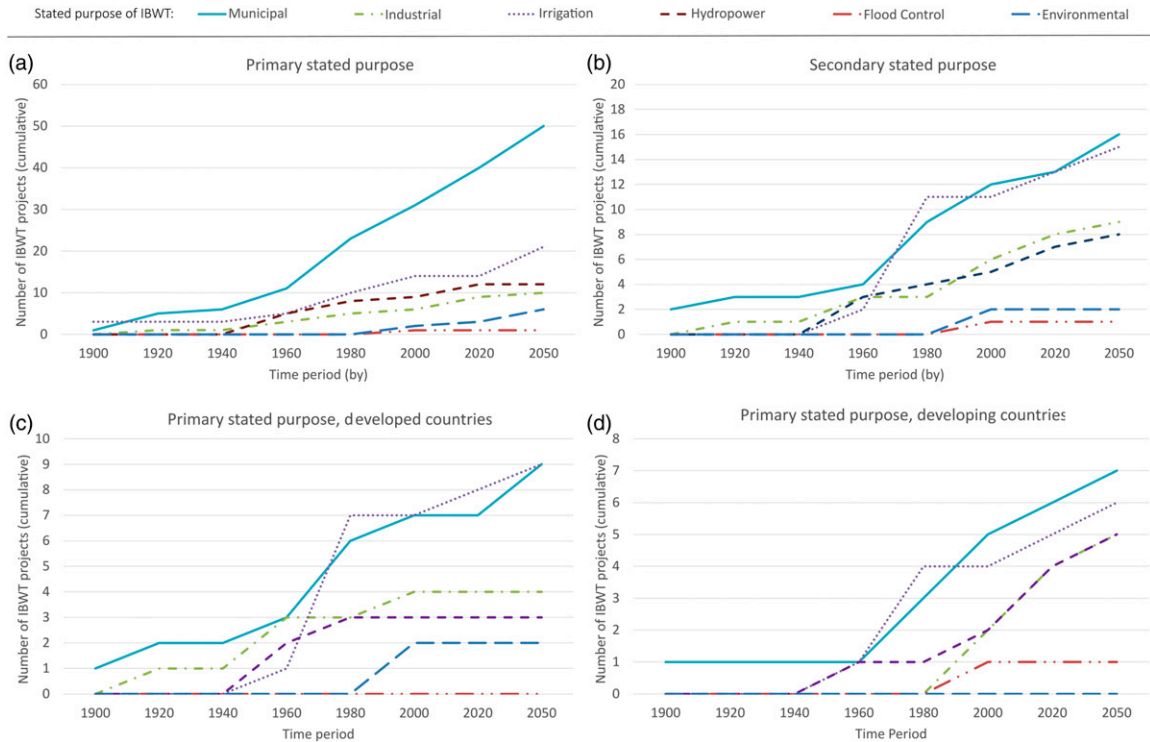 Stated purpose of IBWT: Municipal Industrial Irrigation Hydropower Flood Control Environmental
(a)
Primary stated purpose
Number of IBWT projects (cumulative)
60
50
40
30
20
10
0
1900 1920 1940 1960 1980 2000 2020 2050
Time period (by)
(b)
Secondary stated purpose
Number of IBWT projects (cumulative)
20
18
16
14
12
10
8
6
4
2
0
1900 1920 1940 1960 1980 2000 2020 2050
Time period (by)
(c)
Primary stated purpose, developed countries
Number of IBWT projects (cumulative)
10
9
8
7
6
5
4
3
2
1
0
1900 1920 1940 1960 1980 2000 2020 2050
Time period
(d)
Primary stated purpose, developing countries
Number of IBWT projects (cumulative)
8
7
6
5
4
3
2
1
0
1900 1920 1940 1960 1980 2000 2020 2050
Time Period